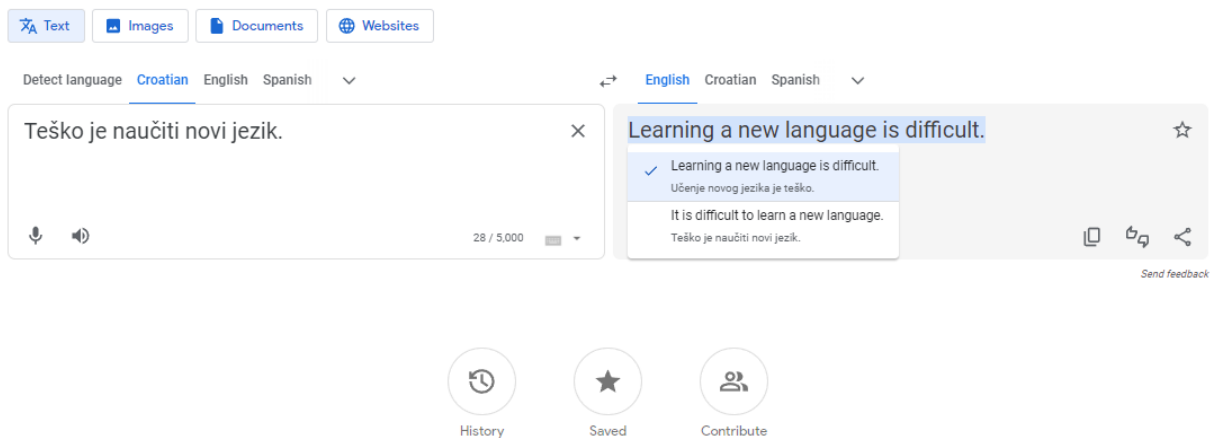 Text Images Documents Websites
Detect language Croatian English Spanish English Croatian Spanish
Teško je naučiti novi jezik.
28 / 5,000
Learning a new language is difficult.
Learning a new language is difficult.
Učenje novog jezika je teško.
It is difficult to learn a new language.
Teško je naučiti novi jezik.
Send feedback
History Saved Contribute